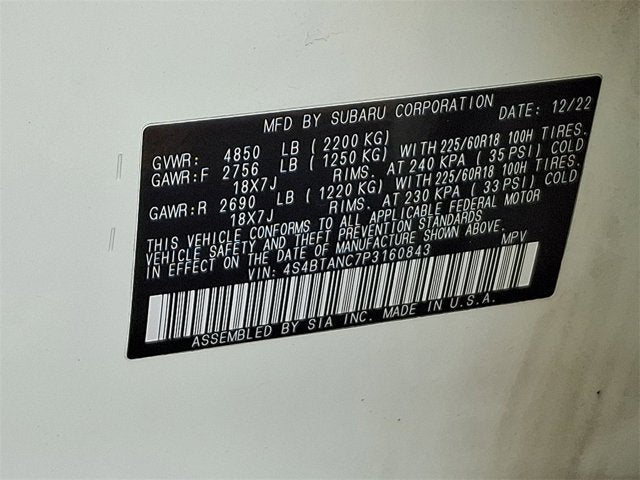 MFD BY SUBARU CORPORATION DATE: 12/22
GVWR: 4850 LB ( 2200 KG)
GAWR:F 2756 LB ( 1250 KG) WITH 225/60R18 100H TIRES.
18X7J RIMS. AT 240 KPA ( 35 PSI) COLD
GAWR:R 2690 LB ( 1220 KG) WITH 225/60R18 100H TIRES.
18X7J RIMS. AT 230 KPA ( 33 PSI) COLD
THIS VEHICLE CONFORMS TO ALL APPLICABLE FEDERAL MOTOR
VEHICLE SAFETY AND THEFT PREVENTION STANDARDS
IN EFFECT ON THE DATE OF MANUFACTURE SHOWN ABOVE.
VIN: 4S4BTANC7P3160843 MPV
ASSEMBLED BY SIA INC. MADE IN U.S.A.